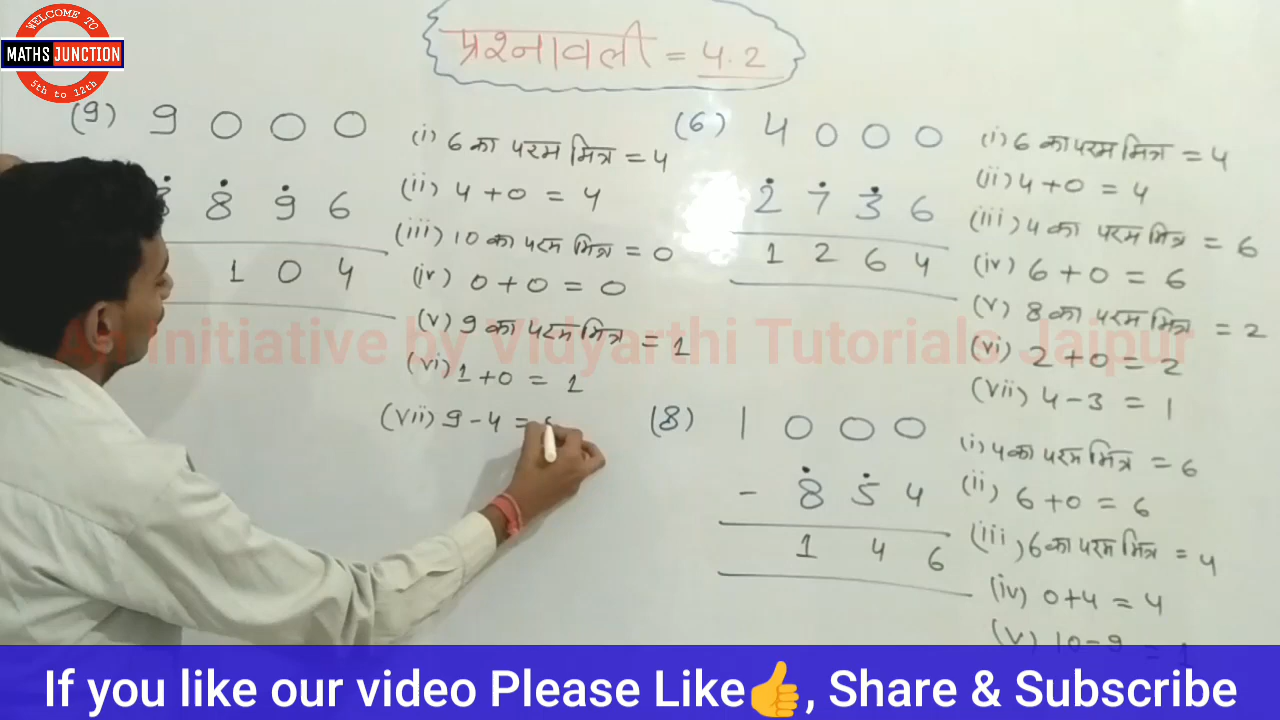 WELCOME TO
MATHS JUNCTION
5th to 12th
प्रश्नावली = 4.2
(9) 9 0 0 0
8 9 6
1 0 4
(i) 6 का परम मित्र = 4
(ii) 4 + 0 = 4
(iii) 10 का परम मित्र = 0
(iv) 0 + 0 = 0
(v) 9 का परम मित्र = 1
(vi) 1 + 0 = 1
(vii) 9 - 4 =
(6) 4 0 0 0
2 7 3 6
1 2 6 4
(i) 6 का परम मित्र = 4
(ii) 4 + 0 = 4
(iii) 4 का परम मित्र = 6
(iv) 6 + 0 = 6
(v) 8 का परम मित्र = 2
(vi) 2 + 0 = 2
(vii) 4 - 3 = 1
(8) 1 0 0 0
- 8 5 4
1 4 6
(i) 4 का परम मित्र = 6
(ii) 6 + 0 = 6
(iii) 6 का परम मित्र = 4
(iv) 0 + 4 = 4
(v) 10 - 9 = 1
An Initiative by Vidyarthi Tutorials Jaipur
If you like our video Please Like👍, Share & Subscribe